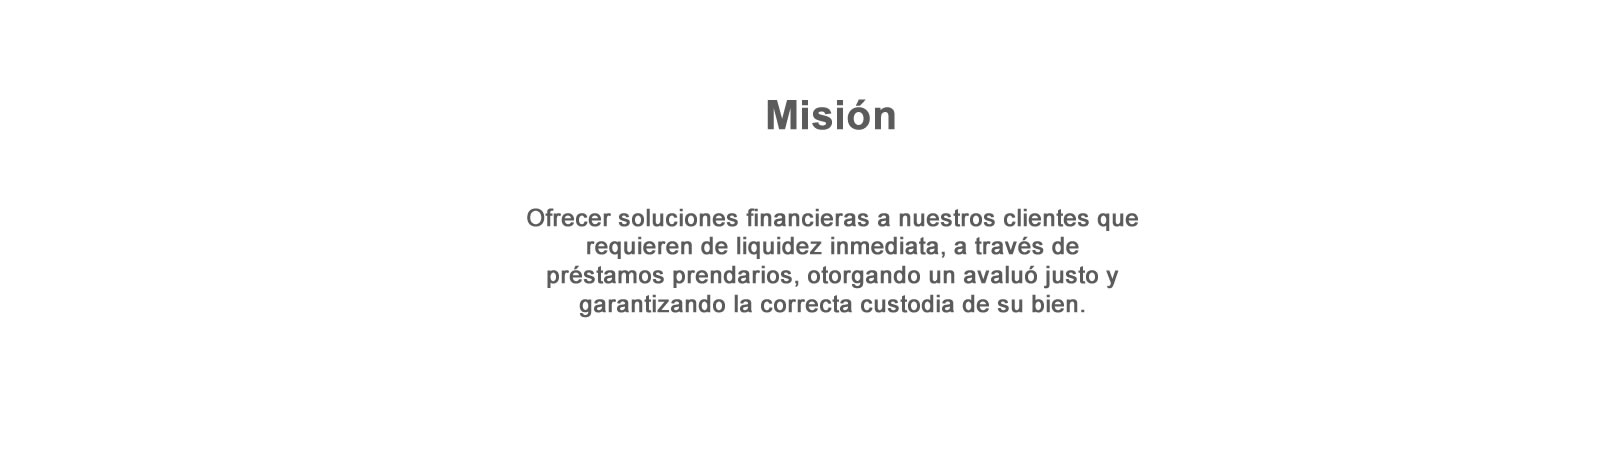 Misión
Ofrecer soluciones financieras a nuestros clientes que
requieren de liquidez inmediata, a través de
préstamos prendarios, otorgando un avaluó justo y
garantizando la correcta custodia de su bien.